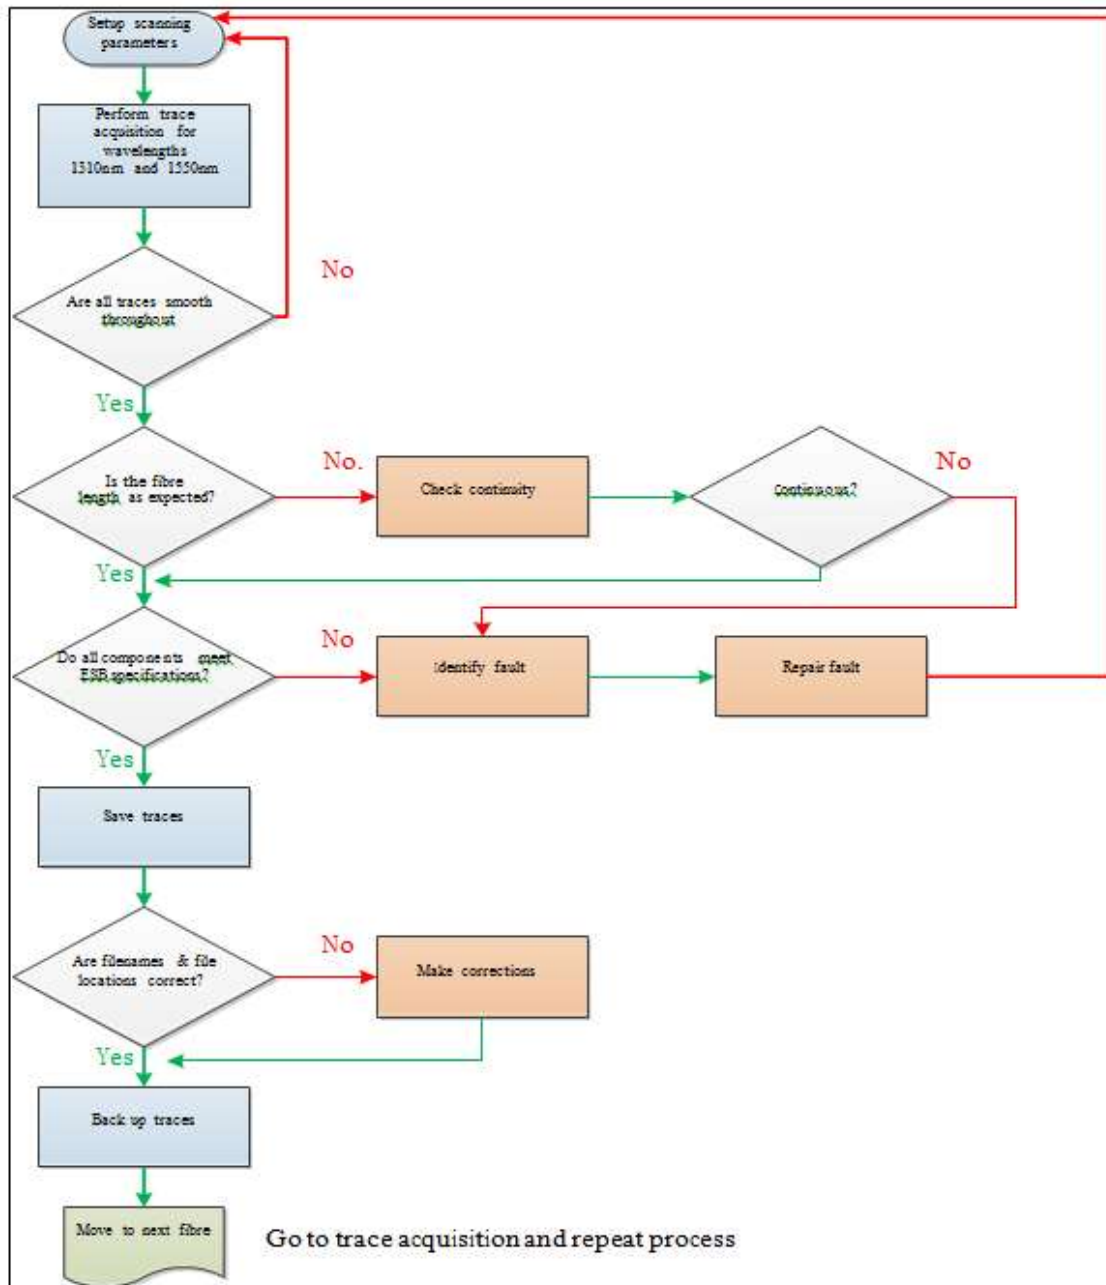 Setup scanning
parameters
Perform trace
acquisition for
wavelengths
1310nm and 1550nm
No
Are all traces smooth
throughout
Yes
Is the fibre
length as expected?
No.
Check continuity
Continuous?
No
Yes
Do all components meet
ESB specifications?
No
Identify fault
Repair fault
Yes
Save traces
Are filenames & file
locations correct?
No
Make corrections
Yes
Back up traces
Move to next fibre
Go to trace acquisition and repeat process